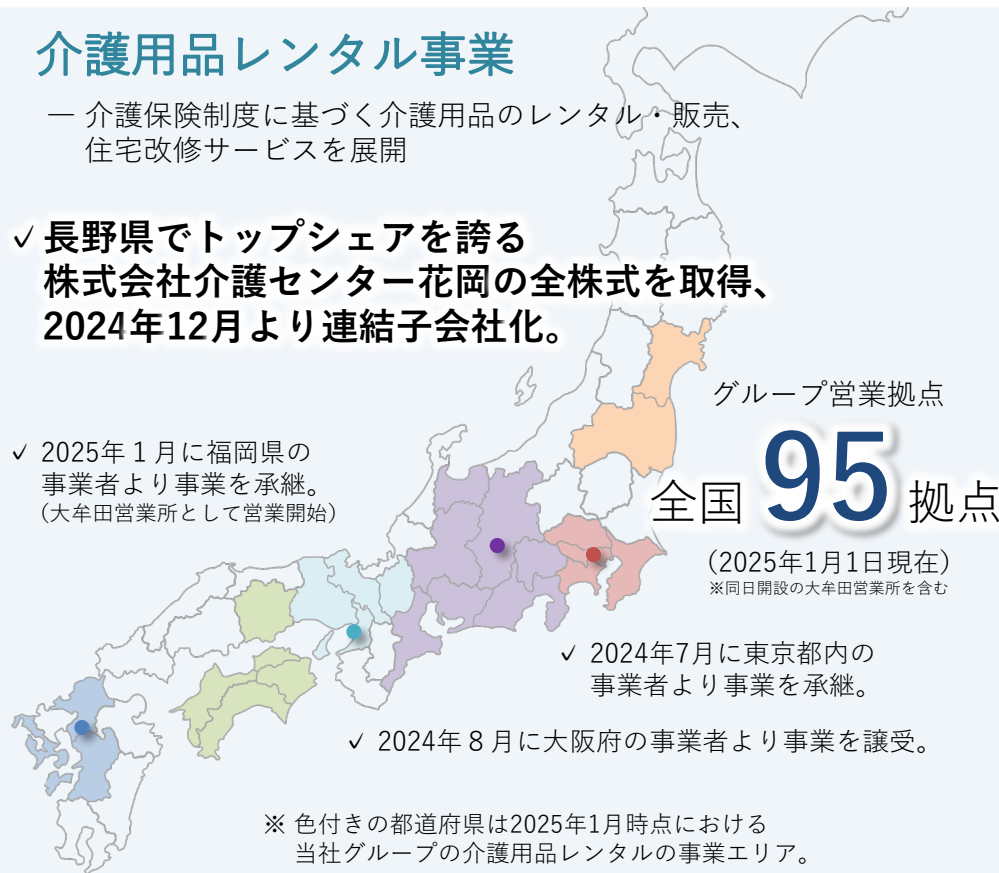 介護用品レンタル事業
― 介護保険制度に基づく介護用品のレンタル・販売、
住宅改修サービスを展開
✓ 長野県でトップシェアを誇る
株式会社介護センター花岡の全株式を取得、
2024年12月より連結子会社化。
グループ営業拠点
全国 95 拠点
(2025年1月1日現在)
※同日開設の大牟田営業所を含む
✓ 2025年１月に福岡県の
事業者より事業を承継。
(大牟田営業所として営業開始)
✓ 2024年7月に東京都内の
事業者より事業を承継。
✓ 2024年８月に大阪府の事業者より事業を譲受。
※ 色付きの都道府県は2025年1月時点における
当社グループの介護用品レンタルの事業エリア。